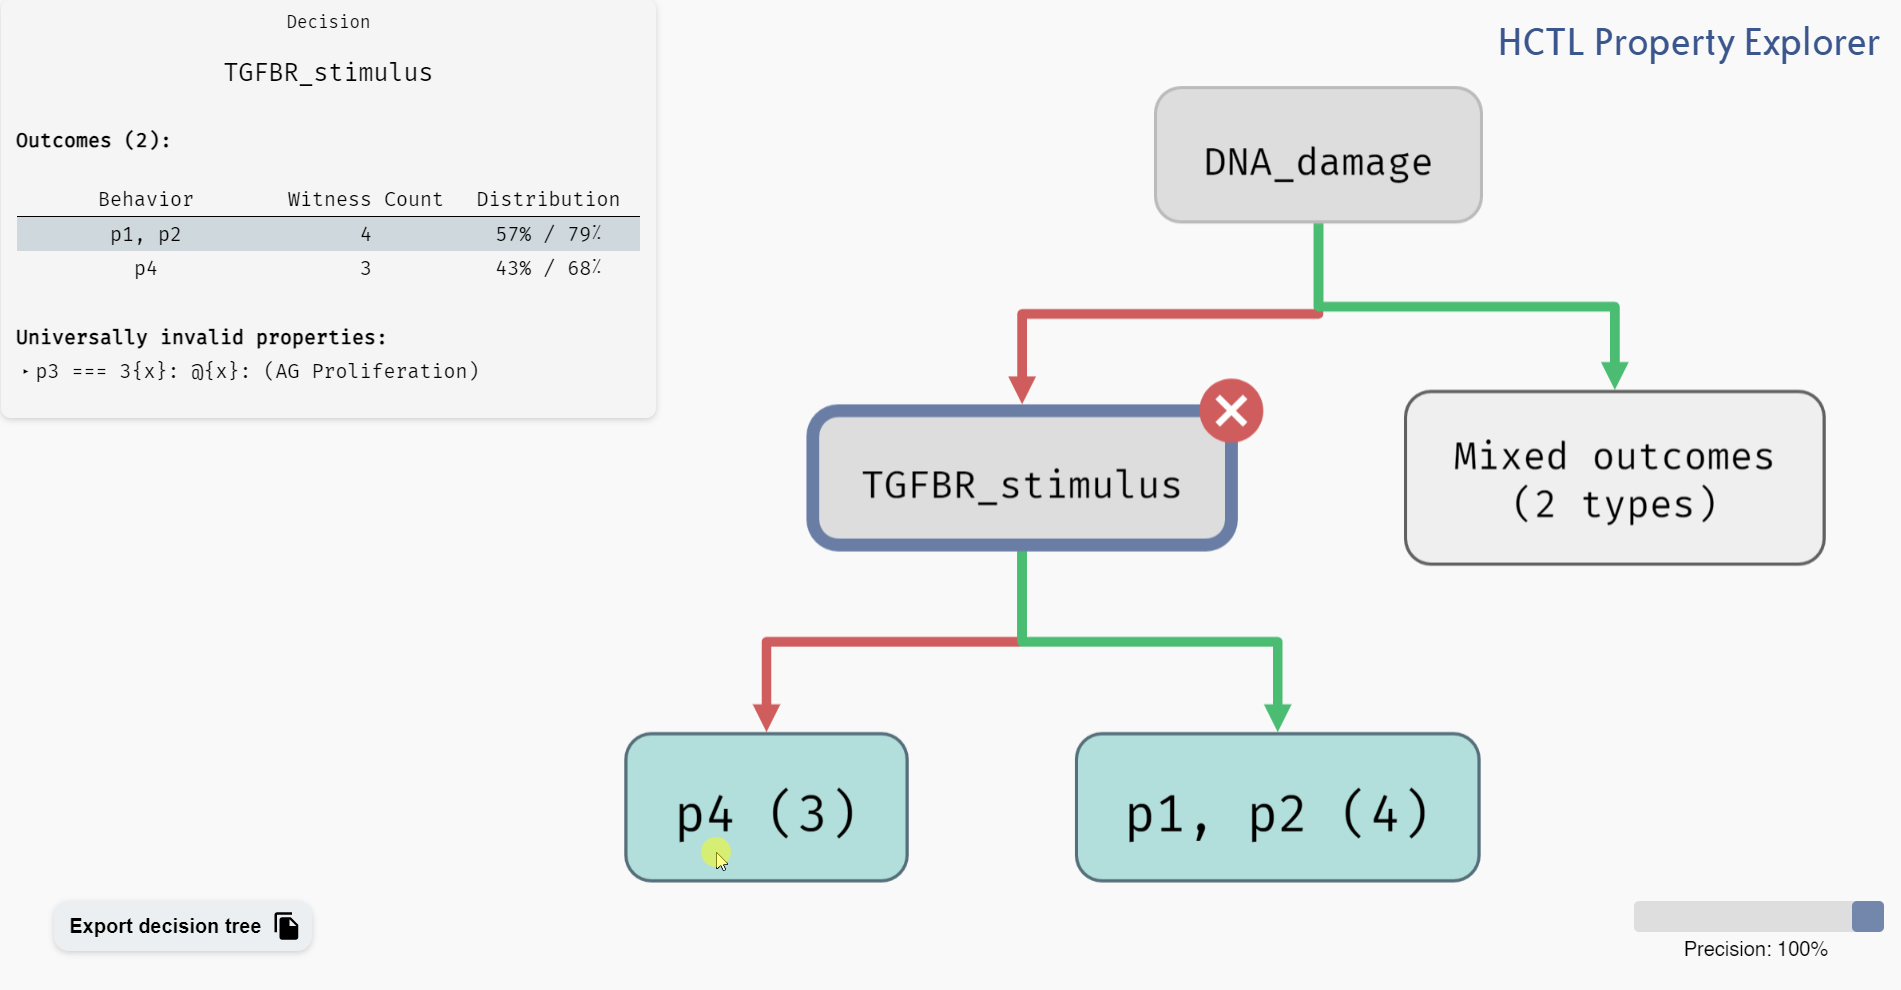 Decision
TGFBR_stimulus
Outcomes (2):
Behavior Witness Count Distribution
p1, p2 4 57% / 79٪
p4 3 43% / 68٪
Universally invalid properties:
‣ p3 === 3{x}: @{x}: (AG Proliferation)
HCTL Property Explorer
DNA_damage
TGFBR_stimulus
Mixed outcomes
(2 types)
p4 (3)
p1, p2 (4)
Export decision tree
Precision: 100%